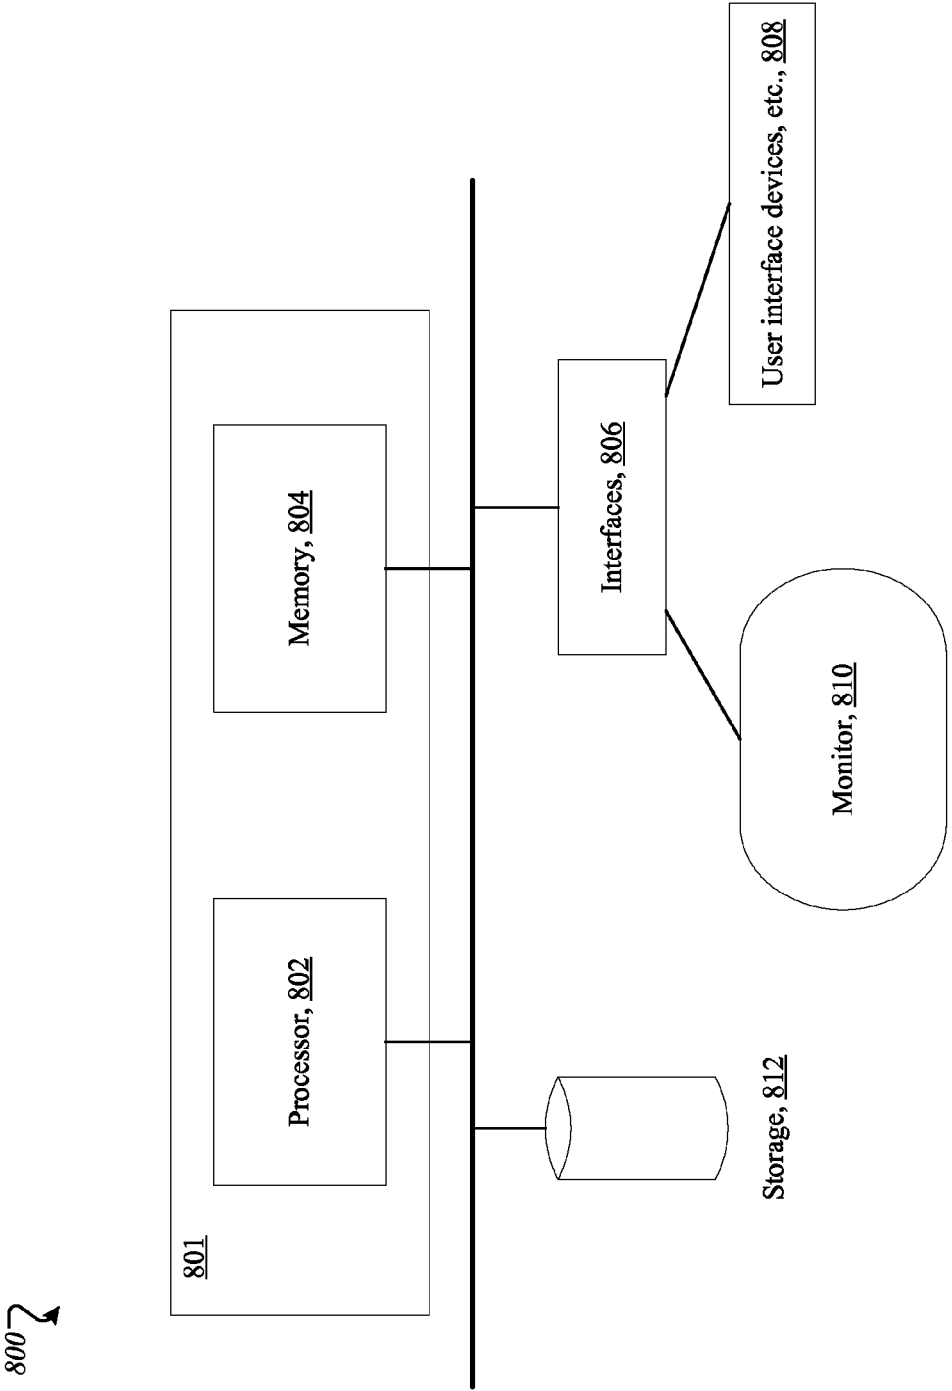 800
801
Processor, 802
Memory, 804
Storage, 812
Interfaces, 806
Monitor, 810
User interface devices, etc., 808